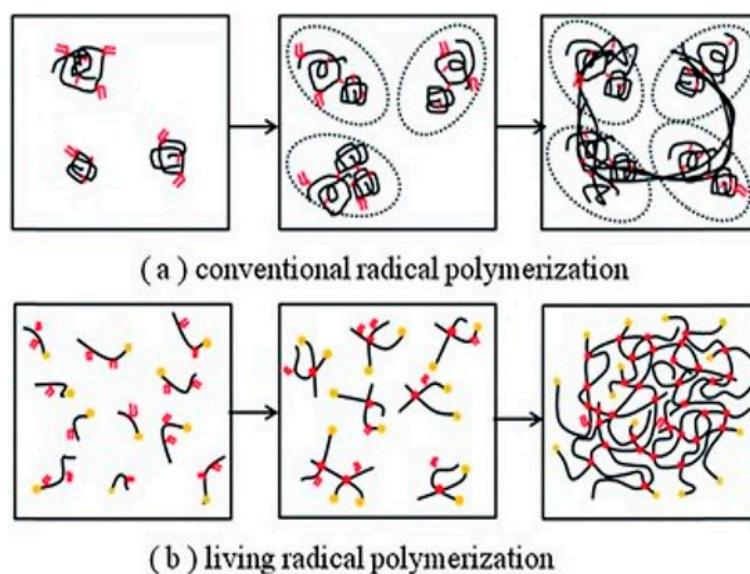 ( a ) conventional radical polymerization
( b ) living radical polymerization